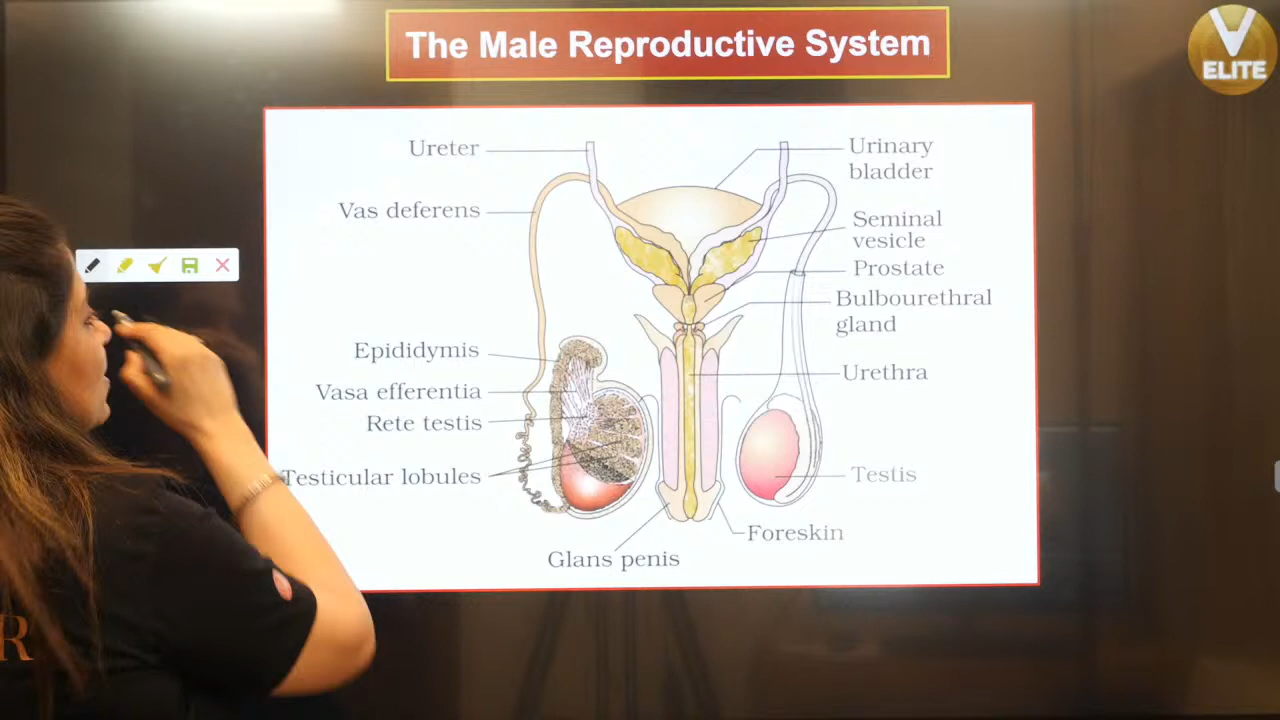 The Male Reproductive System
V
ELITE
Ureter
Urinary
bladder
Vas deferens
Seminal
vesicle
Prostate
Bulbourethral
gland
Epididymis
Urethra
Vasa efferentia
Rete testis
Testicular lobules
Testis
Foreskin
Glans penis
R